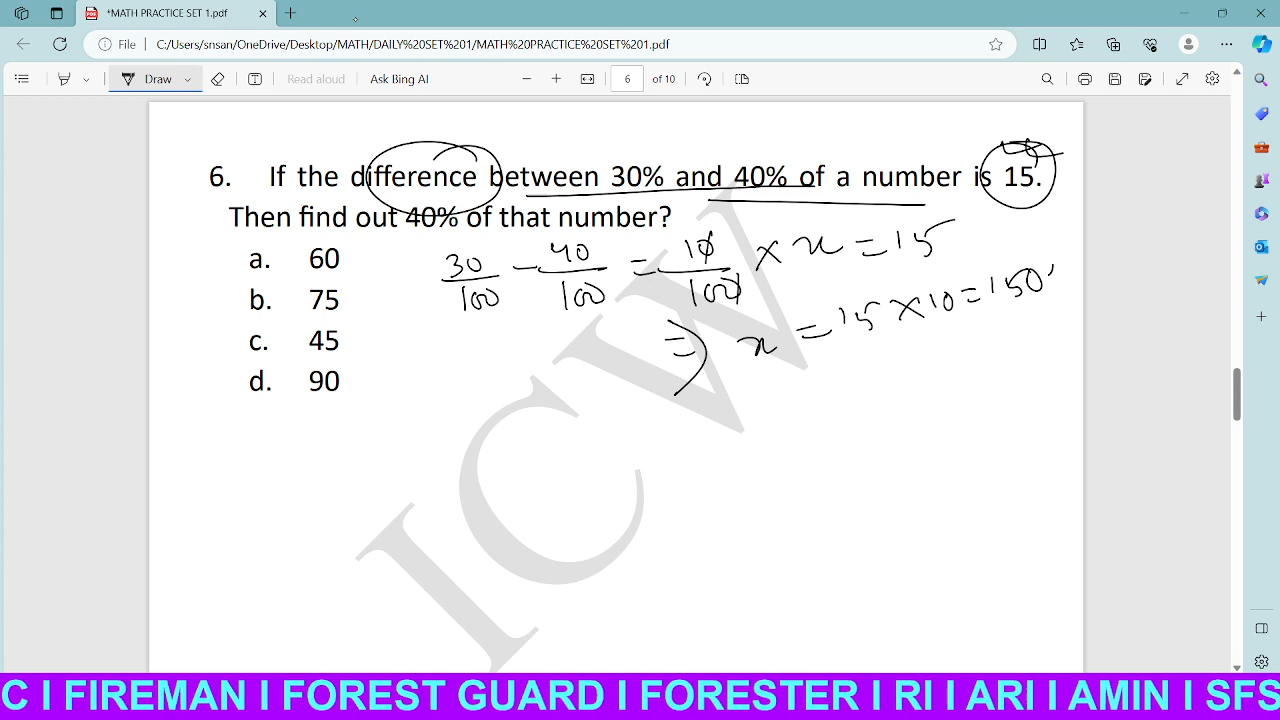 *MATH PRACTICE SET 1.pdf
File C:/Users/snsan/OneDrive/Desktop/MATH/DAILY%20SET%201/MATH%20PRACTICE%20SET%201.pdf
Draw Read aloud Ask Bing AI 6 of 10
6. If the difference between 30% and 40% of a number is 15.
Then find out 40% of that number?
a. 60
b. 75
c. 45
d. 90
30/100 - 40/100 = 10/100 × x = 15
⇒ x = 15 × 10 = 150
ICW
C I FIREMAN I FOREST GUARD I FORESTER I RI I ARI I AMIN I SFS